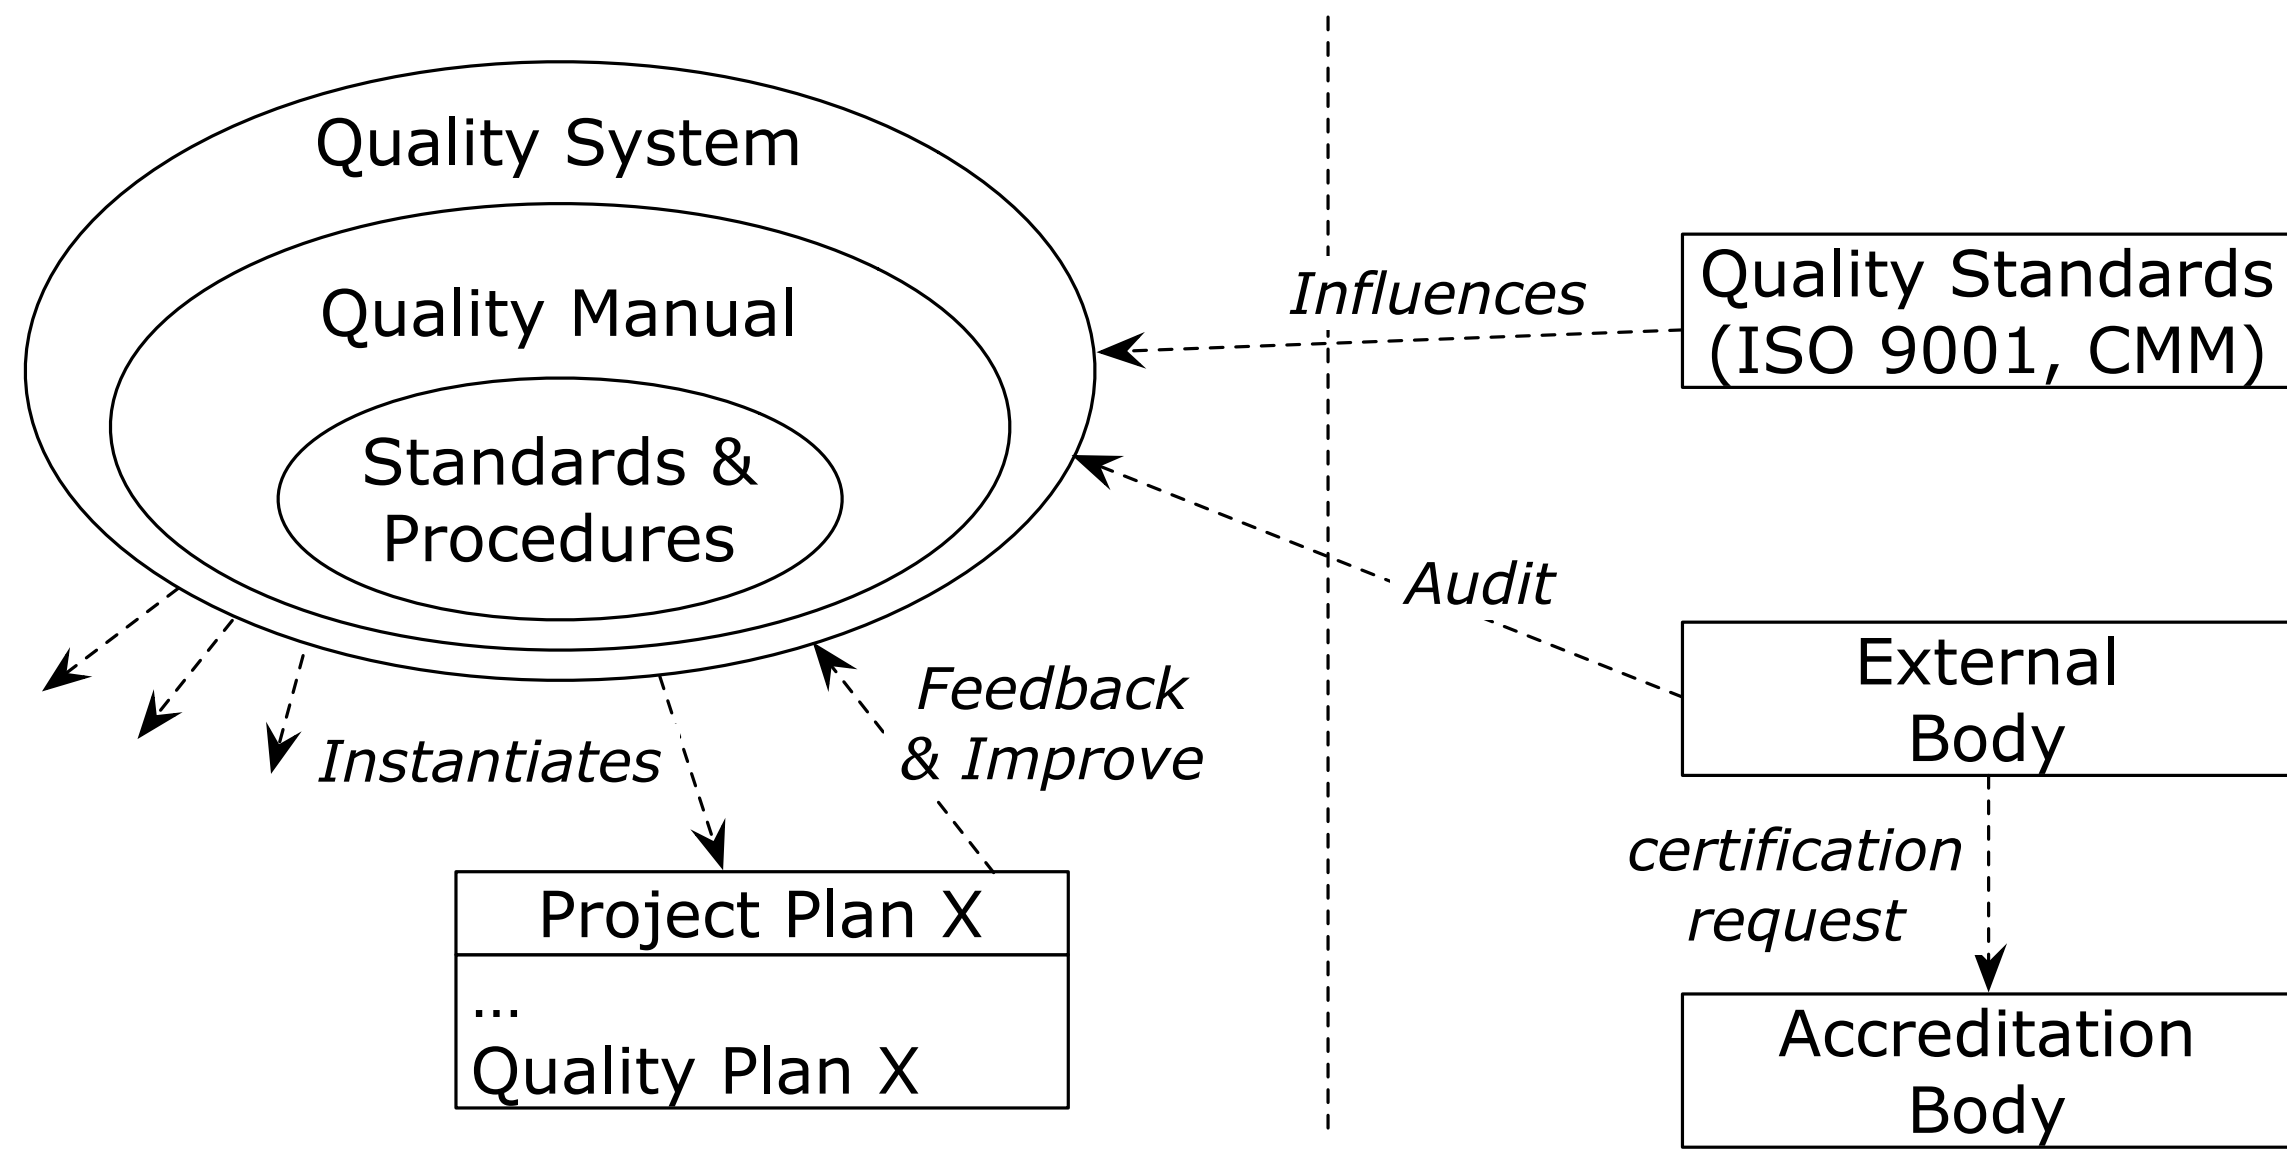 Quality System
Quality Manual
Standards &
Procedures
Influences
Quality Standards
(ISO 9001, CMM)
Audit
External
Body
Feedback
& Improve
Instantiates
certification
request
Project Plan X
...
Quality Plan X
Accreditation
Body